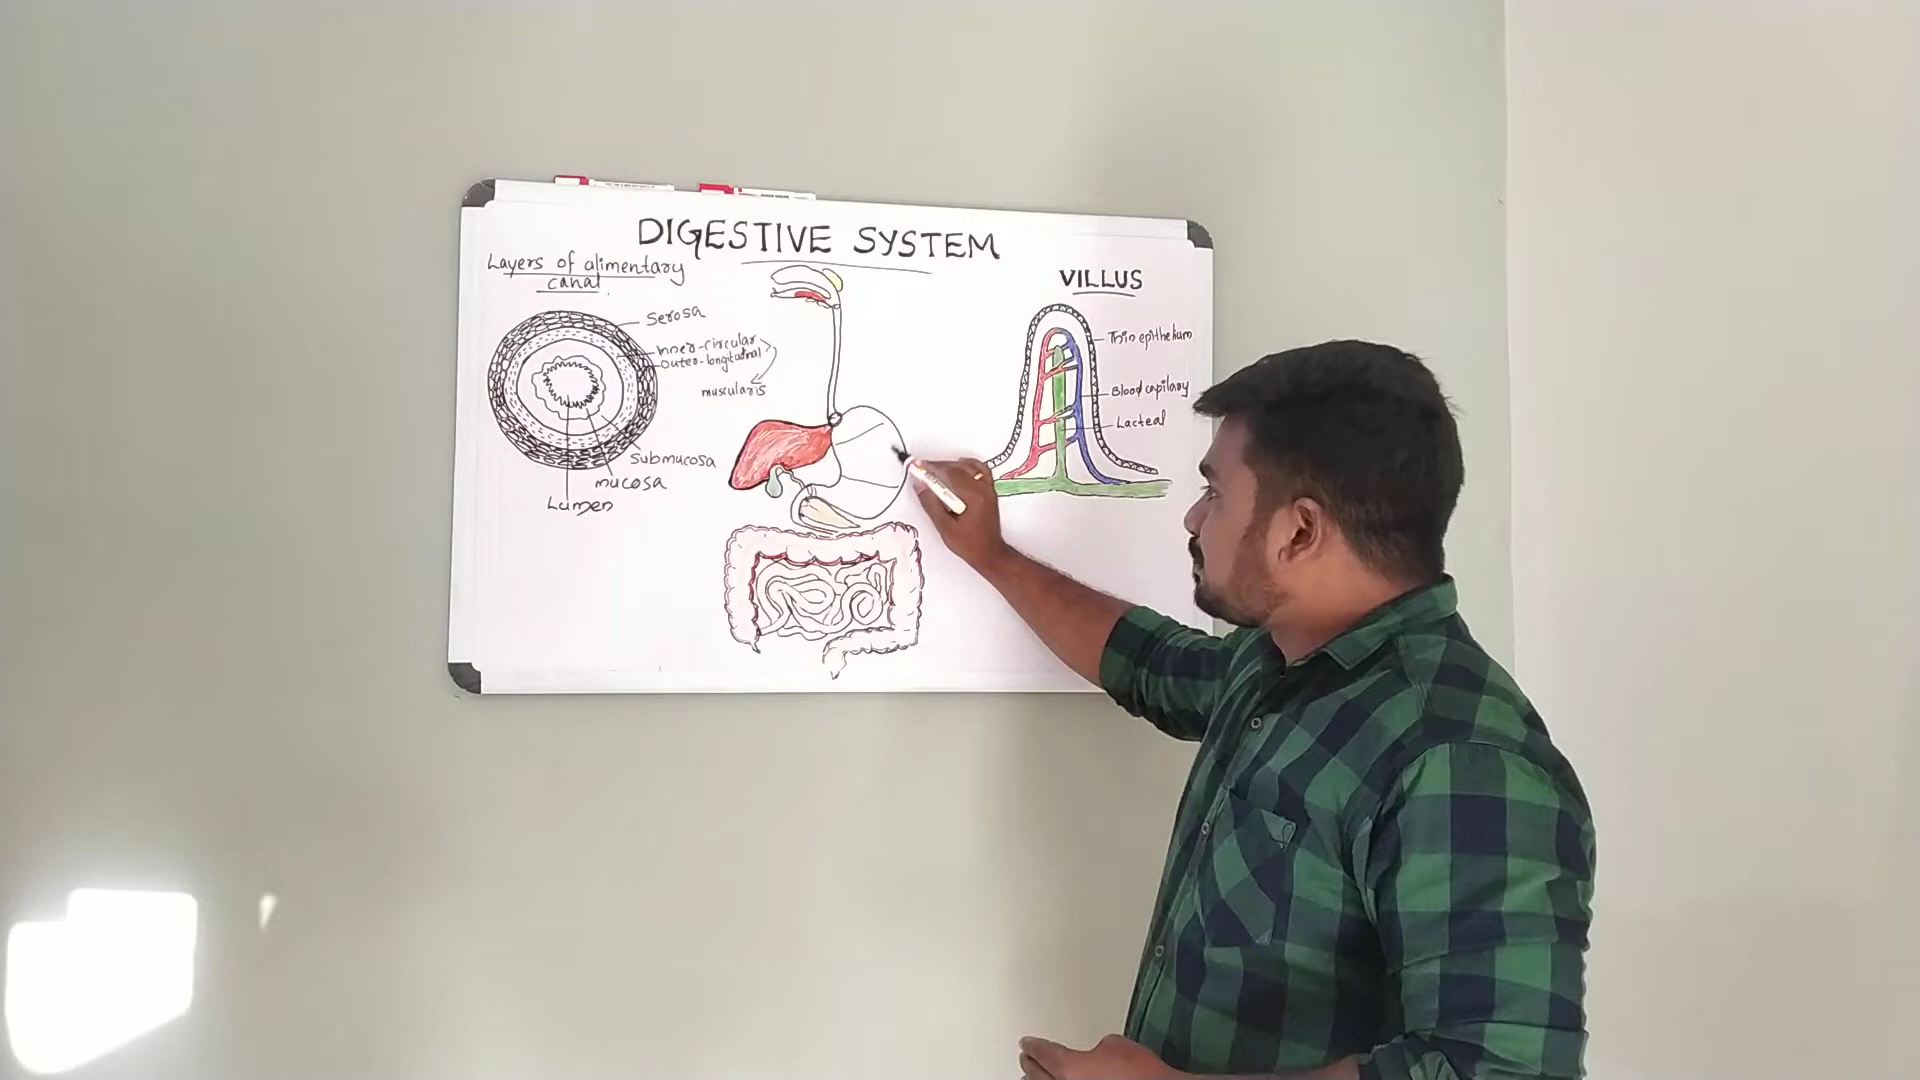 DIGESTIVE SYSTEM
Layers of alimentary
canal
Serosa
Inner-circular
outer-longitudinal
muscularis
submucosa
mucosa
Lumen
VILLUS
Thin epithelium
Blood capilary
Lacteal